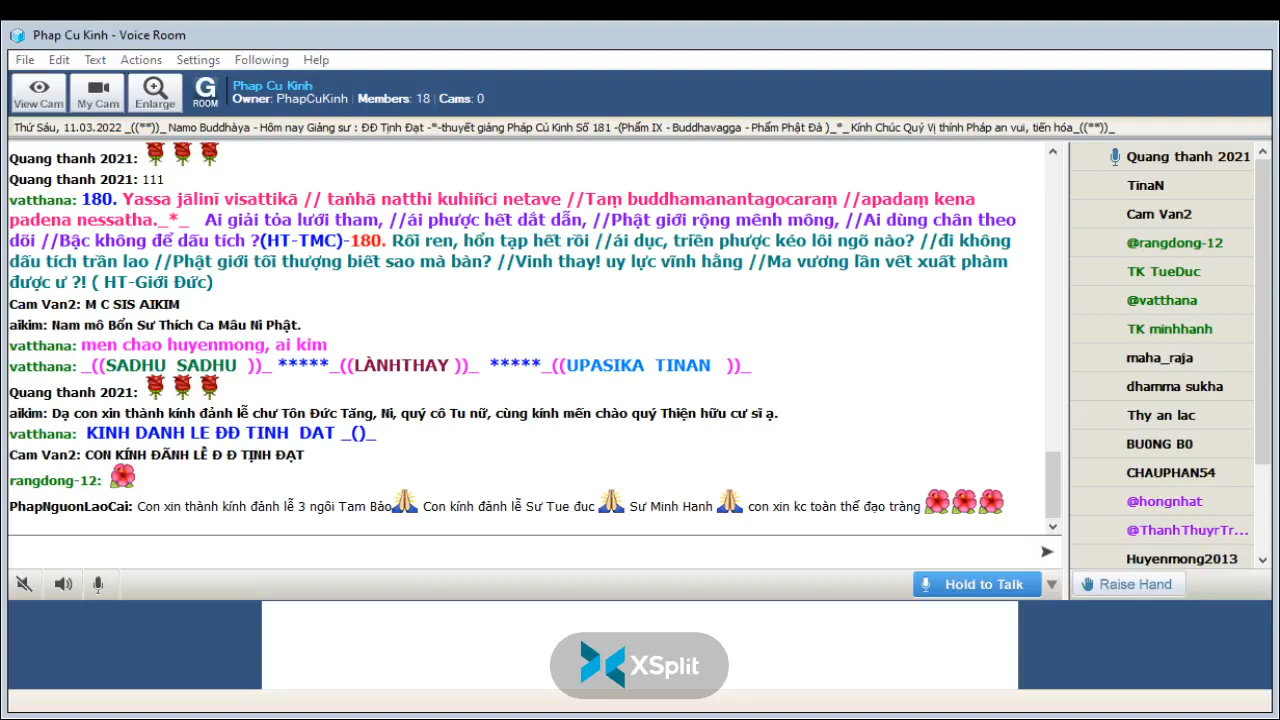 Phap Cu Kinh - Voice Room
File Edit Text Actions Settings Following Help
View Cam My Cam Enlarge G ROOM
Phap Cu Kinh
Owner: PhapCuKinh | Members: 18 | Cams: 0
Thứ Sáu, 11.03.2022 _((**))_ Namo Buddhàya - Hôm nay Giảng sư : ĐĐ Tịnh Đạt -*-thuyết giảng Pháp Cú Kinh Số 181 -(Phẩm IX - Buddhavagga - Phẩm Phật Đà )_*_ Kính Chúc Quý Vị thính Pháp an vui, tiến hóa_((**))_
Quang thanh 2021:
Quang thanh 2021: 111
vatthana: 180. Yassa jālinī visattikā // taṅhā natthi kuhiñci netave //Taṃ buddhamanantagocaraṃ //apadaṃ kena
padena nessatha._*_ Ai giải tỏa lưới tham, //ái phược hết dắt dẫn, //Phật giới rộng mênh mông, //Ai dùng chân theo
dõi //Bậc không để dấu tích ?(HT-TMC)-180. Rối ren, hổn tạp hết rồi //ái dục, triền phược kéo lôi ngõ nào? //đi không
dấu tích trần lao //Phật giới tối thượng biết sao mà bàn? //Vinh thay! uy lực vĩnh hằng //Ma vương lần vết xuất phàm
được ư ?! ( HT-Giới Đức)
Cam Van2: M C SIS AIKIM
aikim: Nam mô Bổn Sư Thích Ca Mâu Ni Phật.
vatthana: men chao huyenmong, ai kim
vatthana: _((SADHU SADHU ))_ *****_((LÀNHTHAY ))_ *****_((UPASIKA TINAN ))_
Quang thanh 2021:
aikim: Dạ con xin thành kính đảnh lễ chư Tôn Đức Tăng, Ni, quý cô Tu nữ, cùng kính mến chào quý Thiện hữu cư sĩ ạ.
vatthana: KINH DANH LE ĐĐ TINH DAT _()_
Cam Van2: CON KÍNH ĐÃNH LỄ Đ Đ TỊNH ĐẠT
rangdong-12:
PhapNguonLaoCai: Con xin thành kính đảnh lễ 3 ngôi Tam Bảo Con kính đảnh lễ Sư Tue đuc Sư Minh Hanh con xin kc toàn thể đạo tràng
Hold to Talk
Quang thanh 2021
TinaN
Cam Van2
@rangdong-12
TK TueDuc
@vatthana
TK minhhanh
maha_raja
dhamma sukha
Thy an lac
BU0NG B0
CHAUPHAN54
@hongnhat
@ThanhThuyrTr...
Huyenmong2013
Raise Hand
XSplit